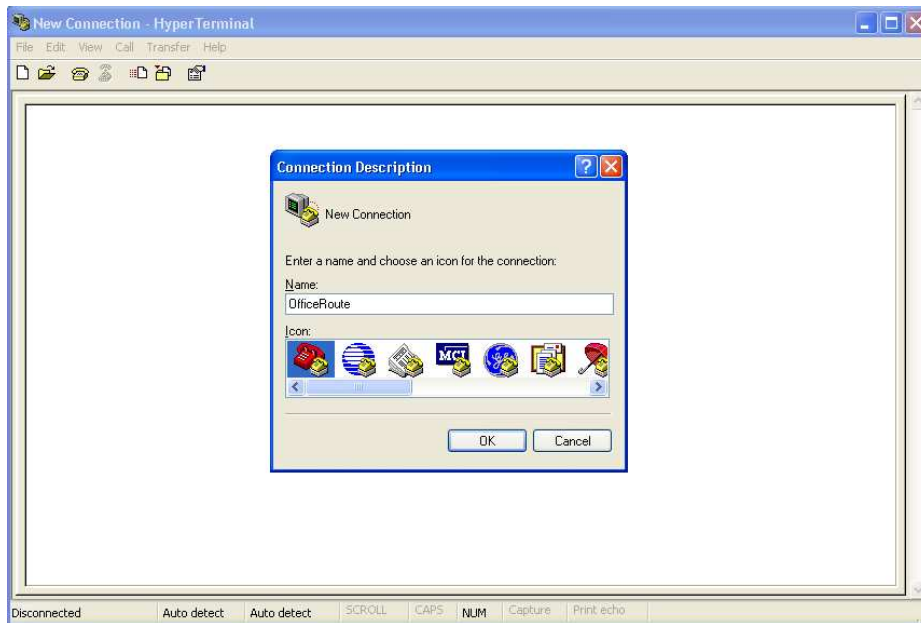 New Connection - HyperTerminal
File Edit View Call Transfer Help
Connection Description
New Connection
Enter a name and choose an icon for the connection:
Name:
OfficeRoute
Icon:
MCI
OK Cancel
Disconnected Auto detect Auto detect SCROLL CAPS NUM Capture Print echo